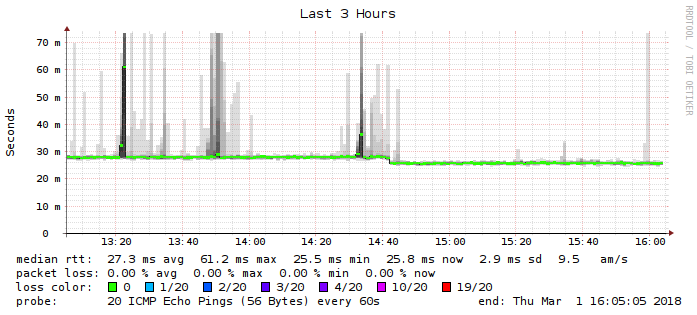 Last 3 Hours
RRDTOOL / TOBI OETIKER
Seconds
70 m
60 m
50 m
40 m
30 m
20 m
10 m
0
13:20 13:40 14:00 14:20 14:40 15:00 15:20 15:40 16:00
median rtt: 27.3 ms avg 61.2 ms max 25.5 ms min 25.8 ms now 2.9 ms sd 9.5 am/s
packet loss: 0.00 % avg 0.00 % max 0.00 % min 0.00 % now
loss color: 0 1/20 2/20 3/20 4/20 10/20 19/20
probe: 20 ICMP Echo Pings (56 Bytes) every 60s end: Thu Mar 1 16:05:05 2018